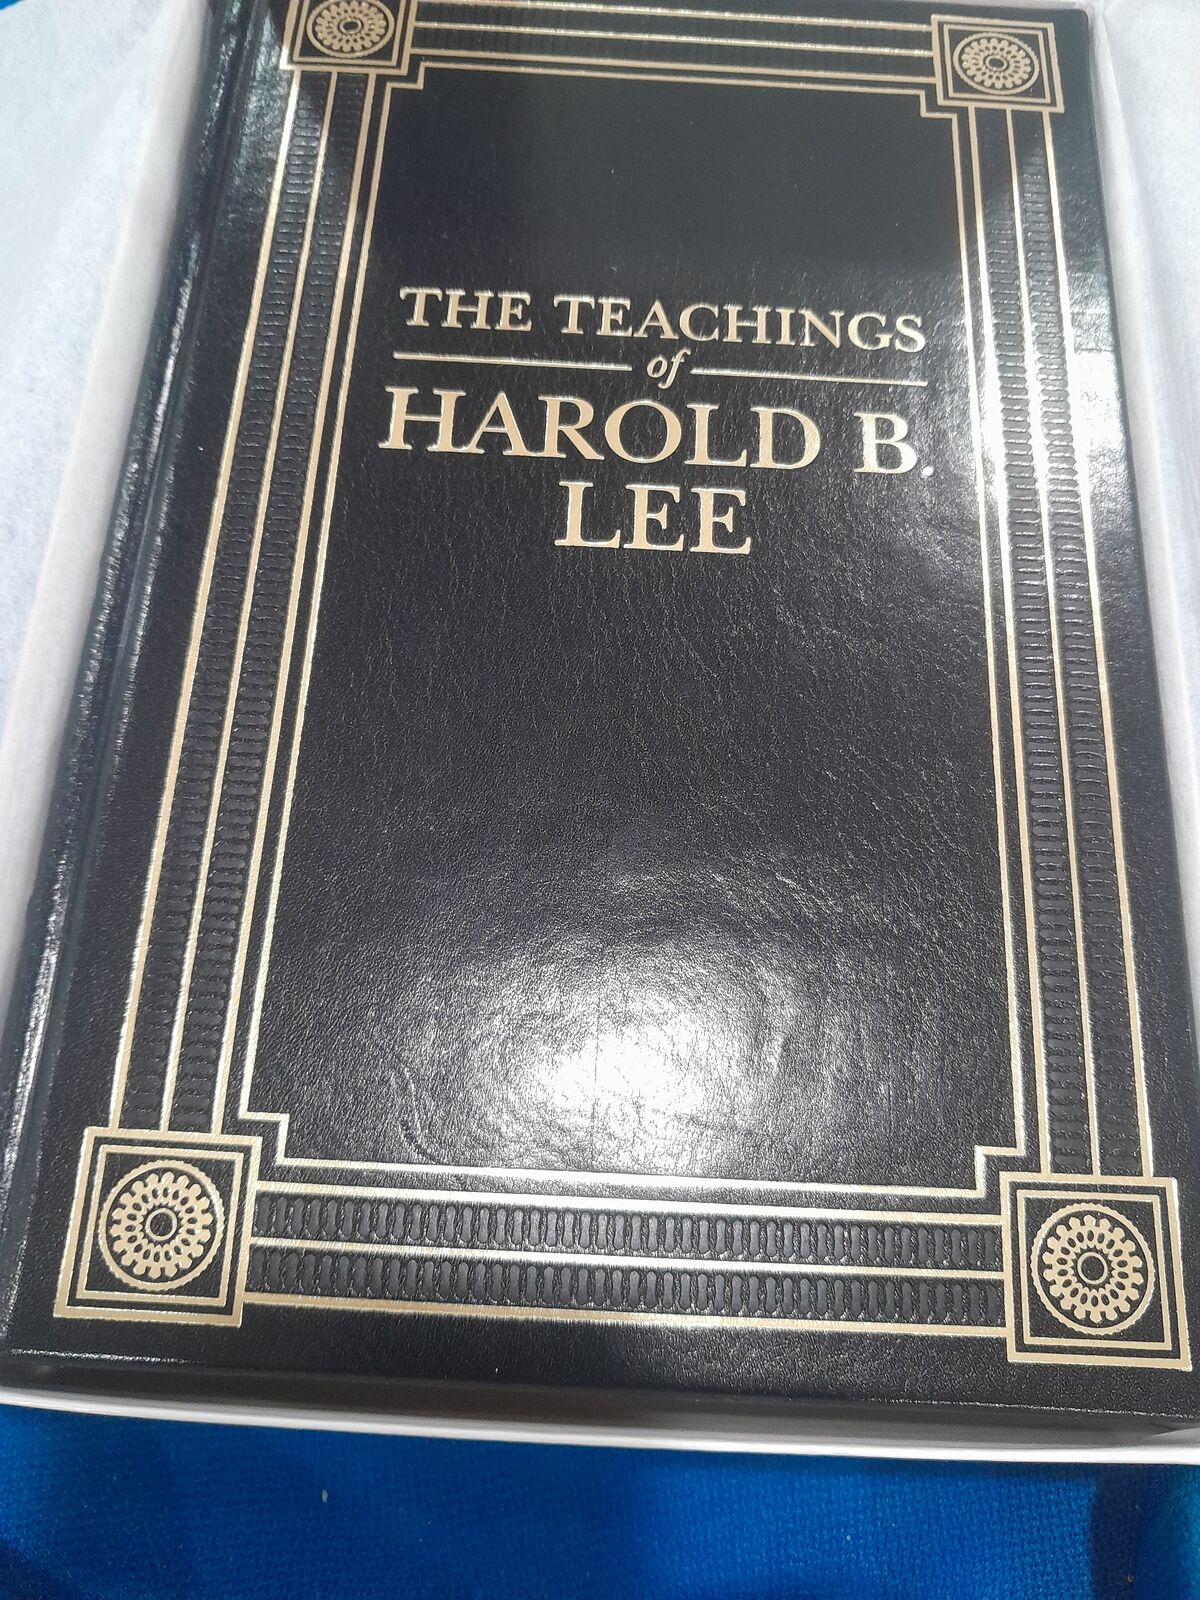 THE TEACHINGS
of
HAROLD B.
LEE